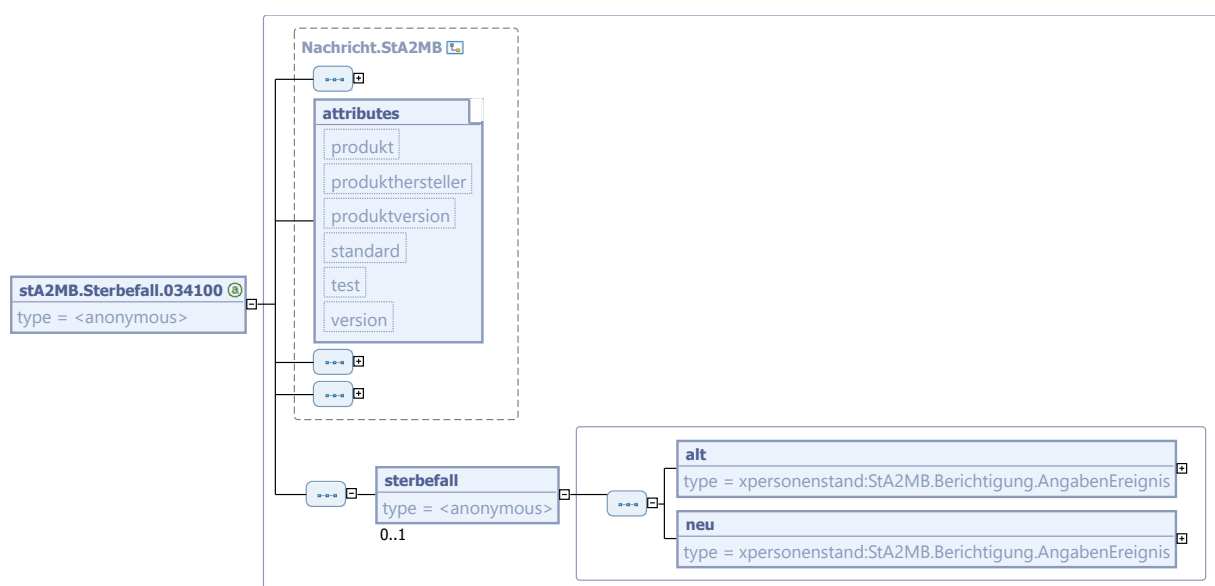 Nachricht.StA2MB
attributes
produkt
produkthersteller
produktversion
standard
test
version
stA2MB.Sterbefall.034100 a
type = <anonymous>
sterbefall
type = <anonymous>
0..1
alt
type = xpersonenstand:StA2MB.Berichtigung.AngabenEreignis
neu
type = xpersonenstand:StA2MB.Berichtigung.AngabenEreignis